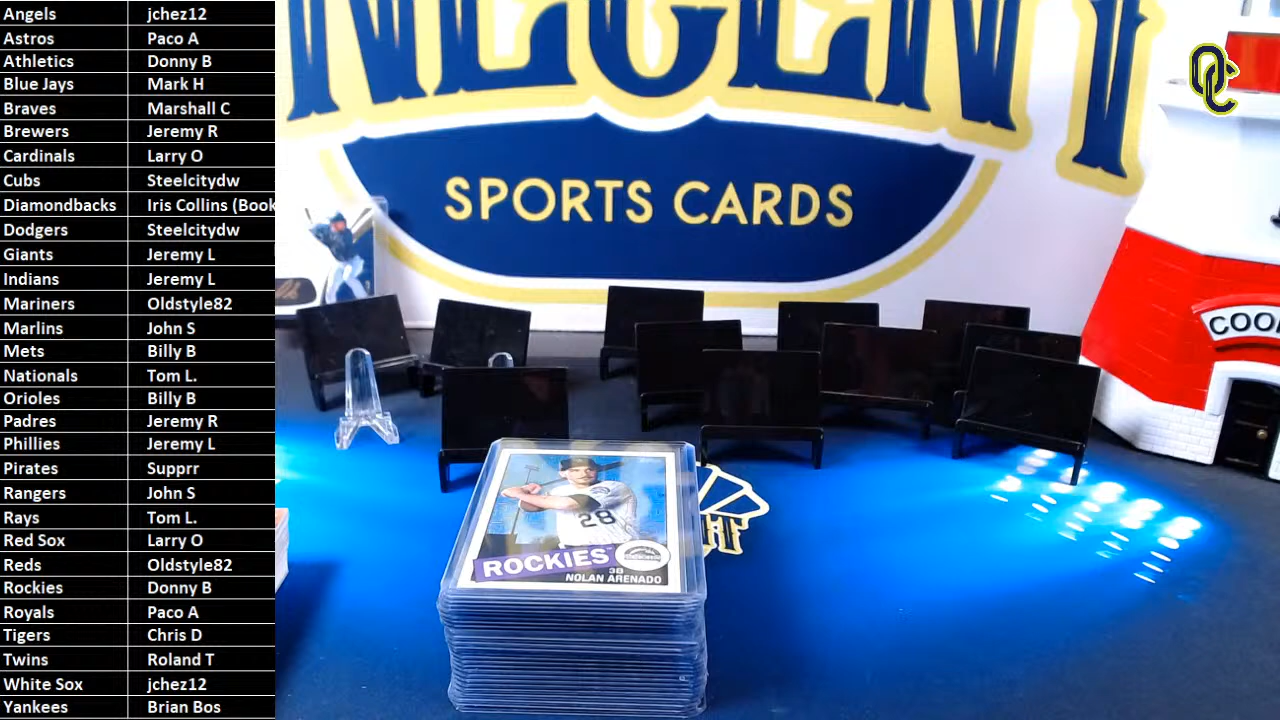 Angels jchez12
Astros Paco A
Athletics Donny B
Blue Jays Mark H
Braves Marshall C
Brewers Jeremy R
Cardinals Larry O
Cubs Steelcitydw
Diamondbacks Iris Collins (Book
Dodgers Steelcitydw
Giants Jeremy L
Indians Jeremy L
Mariners Oldstyle82
Marlins John S
Mets Billy B
Nationals Tom L.
Orioles Billy B
Padres Jeremy R
Phillies Jeremy L
Pirates Supprr
Rangers John S
Rays Tom L.
Red Sox Larry O
Reds Oldstyle82
Rockies Donny B
Royals Paco A
Tigers Chris D
Twins Roland T
White Sox jchez12
Yankees Brian Bos
SPORTS CARDS
OC
28
ROCKIES
3B
NOLAN ARENADO